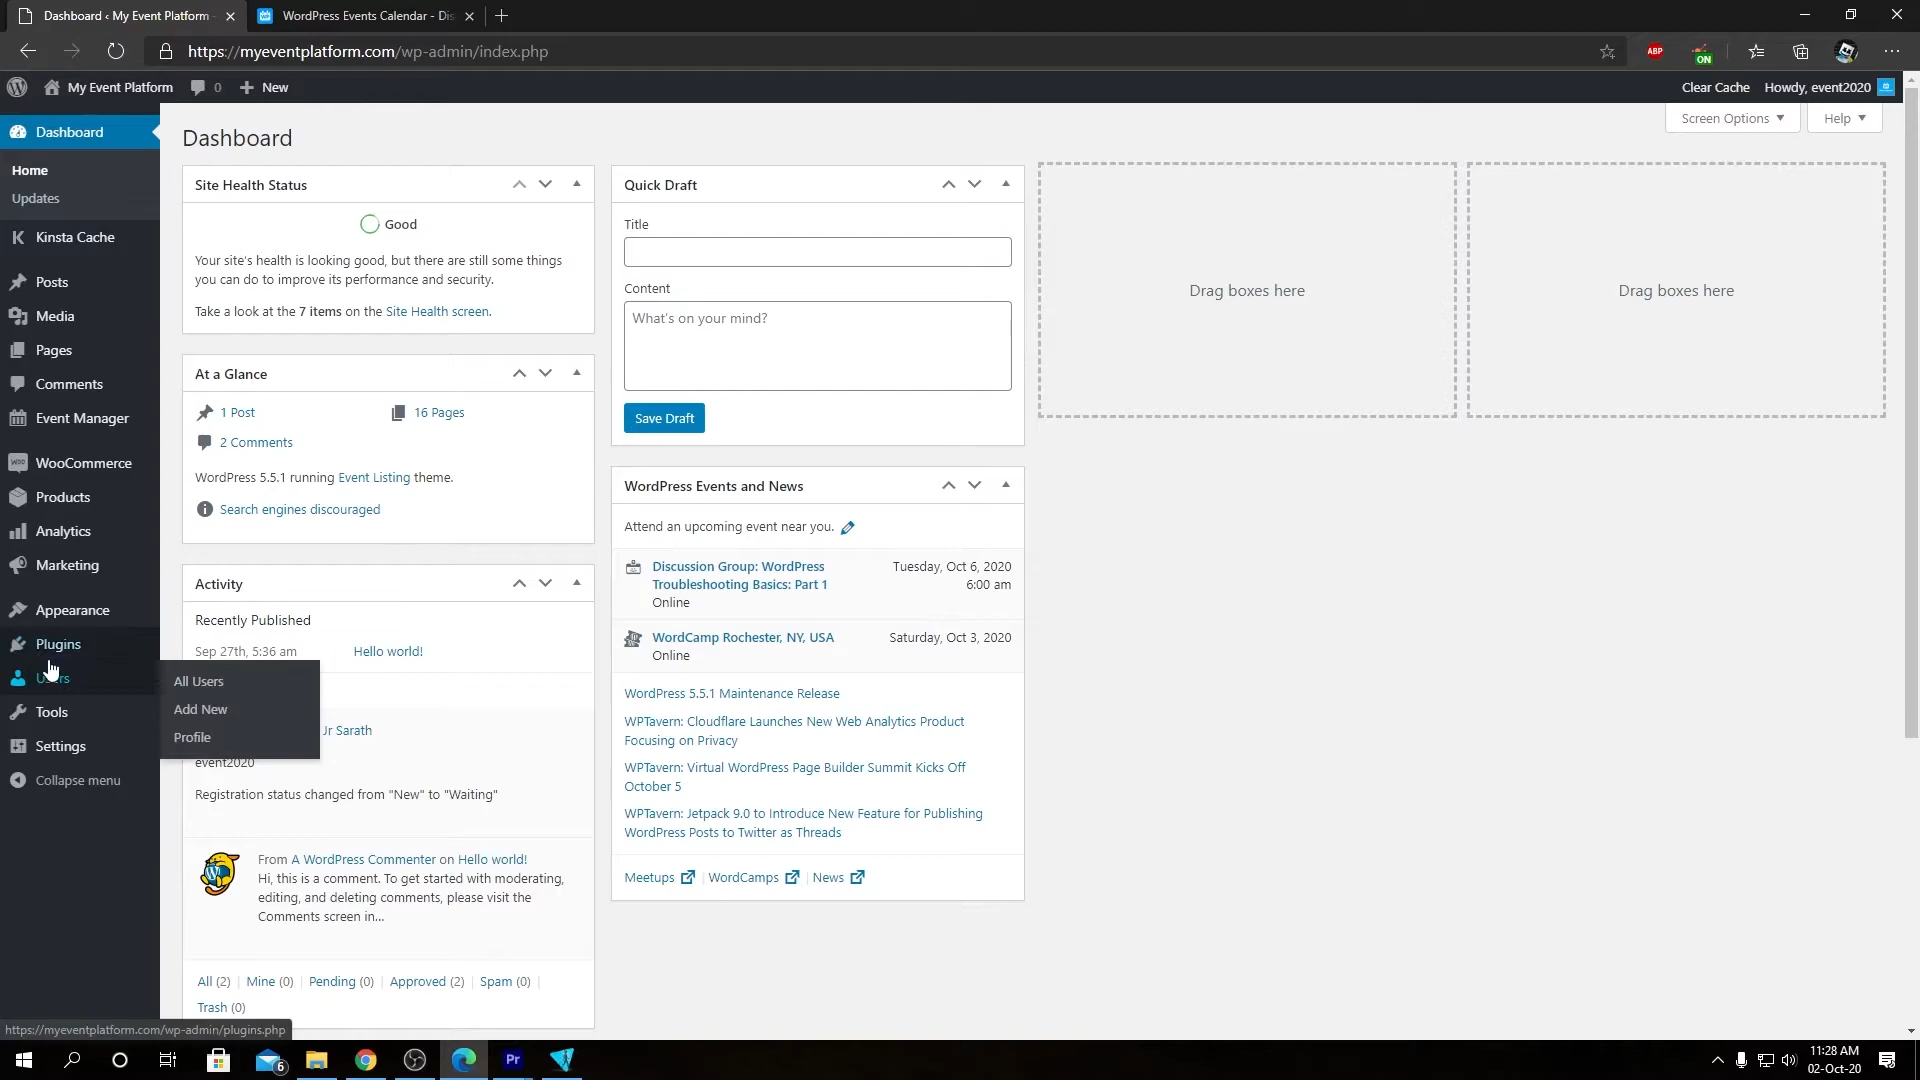 Dashboard ‹ My Event Platform -
WordPress Events Calendar - Dis
https://myeventplatform.com/wp-admin/index.php
ABP
ON
My Event Platform
0
New
Clear Cache
Howdy, event2020
Dashboard
Home
Updates
Kinsta Cache
Posts
Media
Pages
Comments
Event Manager
WooCommerce
Products
Analytics
Marketing
Appearance
Plugins
Users
Tools
Settings
Collapse menu
All Users
Add New
Profile
Dashboard
Screen Options
Help
Site Health Status
Good
Your site's health is looking good, but there are still some things
you can do to improve its performance and security.
Take a look at the 7 items on the Site Health screen.
At a Glance
1 Post
16 Pages
2 Comments
WordPress 5.5.1 running Event Listing theme.
Search engines discouraged
Activity
Recently Published
Sep 27th, 5:36 am
Hello world!
Jr Sarath
event2020
Registration status changed from "New" to "Waiting"
From A WordPress Commenter on Hello world!
Hi, this is a comment. To get started with moderating,
editing, and deleting comments, please visit the
Comments screen in...
All (2) | Mine (0) | Pending (0) | Approved (2) | Spam (0) |
Trash (0)
Quick Draft
Title
Content
What's on your mind?
Save Draft
WordPress Events and News
Attend an upcoming event near you.
Discussion Group: WordPress
Troubleshooting Basics: Part 1
Online
Tuesday, Oct 6, 2020
6:00 am
WordCamp Rochester, NY, USA
Online
Saturday, Oct 3, 2020
WordPress 5.5.1 Maintenance Release
WPTavern: Cloudflare Launches New Web Analytics Product
Focusing on Privacy
WPTavern: Virtual WordPress Page Builder Summit Kicks Off
October 5
WPTavern: Jetpack 9.0 to Introduce New Feature for Publishing
WordPress Posts to Twitter as Threads
Meetups | WordCamps | News
Drag boxes here
Drag boxes here
https://myeventplatform.com/wp-admin/plugins.php
6
Pr
11:28 AM
02-Oct-20